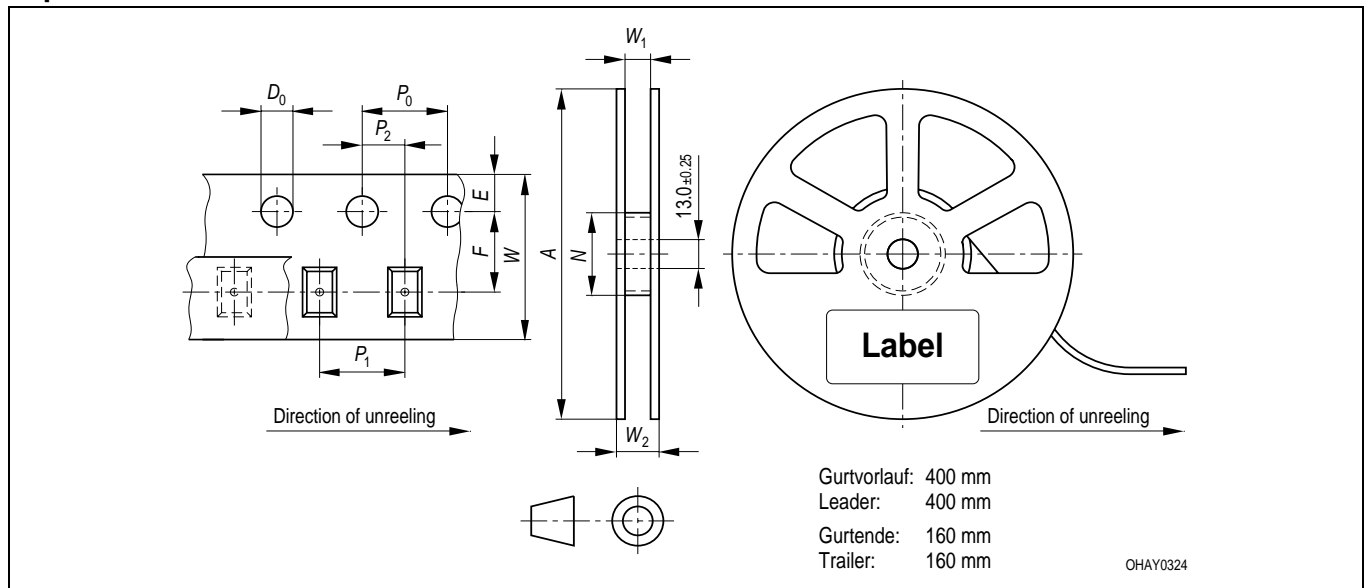 W₁
D₀
P₀
P₂
E
F
W
A
N
13.0±0.25
P₁
Label
Direction of unreeling
W₂
Direction of unreeling
Gurtvorlauf: 400 mm
Leader: 400 mm
Gurtende: 160 mm
Trailer: 160 mm
OHAY0324